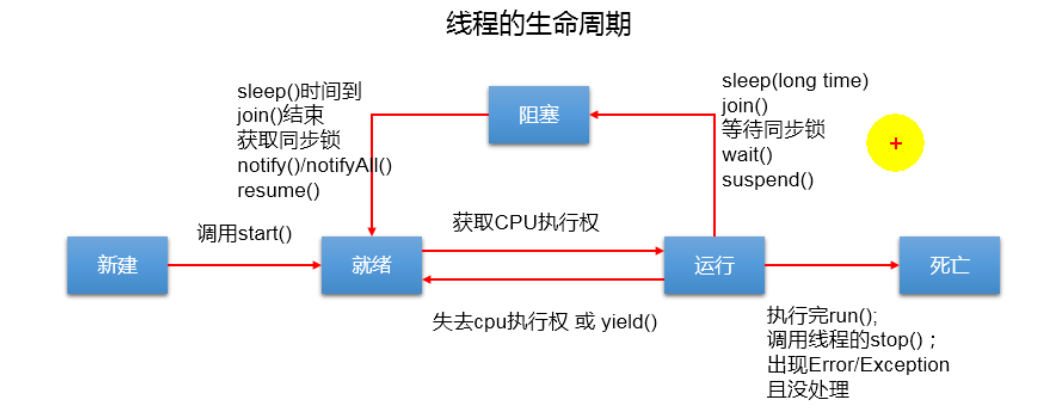 线程的生命周期
sleep()时间到
join()结束
获取同步锁
notify()/notifyAll()
resume()
阻塞
sleep(long time)
join()
等待同步锁
wait()
suspend()
调用start()
获取CPU执行权
新建
就绪
运行
死亡
失去cpu执行权 或 yield()
执行完run();
调用线程的stop()；
出现Error/Exception
且没处理